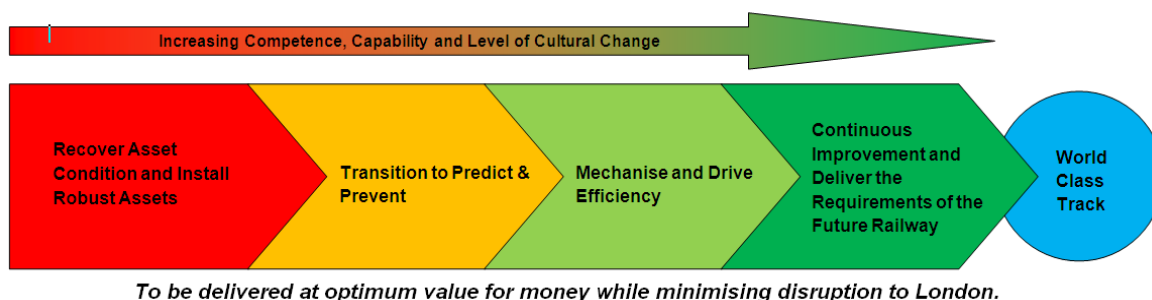 Increasing Competence, Capability and Level of Cultural Change
Recover Asset
Condition and Install
Robust Assets
Transition to Predict &
Prevent
Mechanise and Drive
Efficiency
Continuous
Improvement and
Deliver the
Requirements of the
Future Railway
World
Class
Track
To be delivered at optimum value for money while minimising disruption to London.